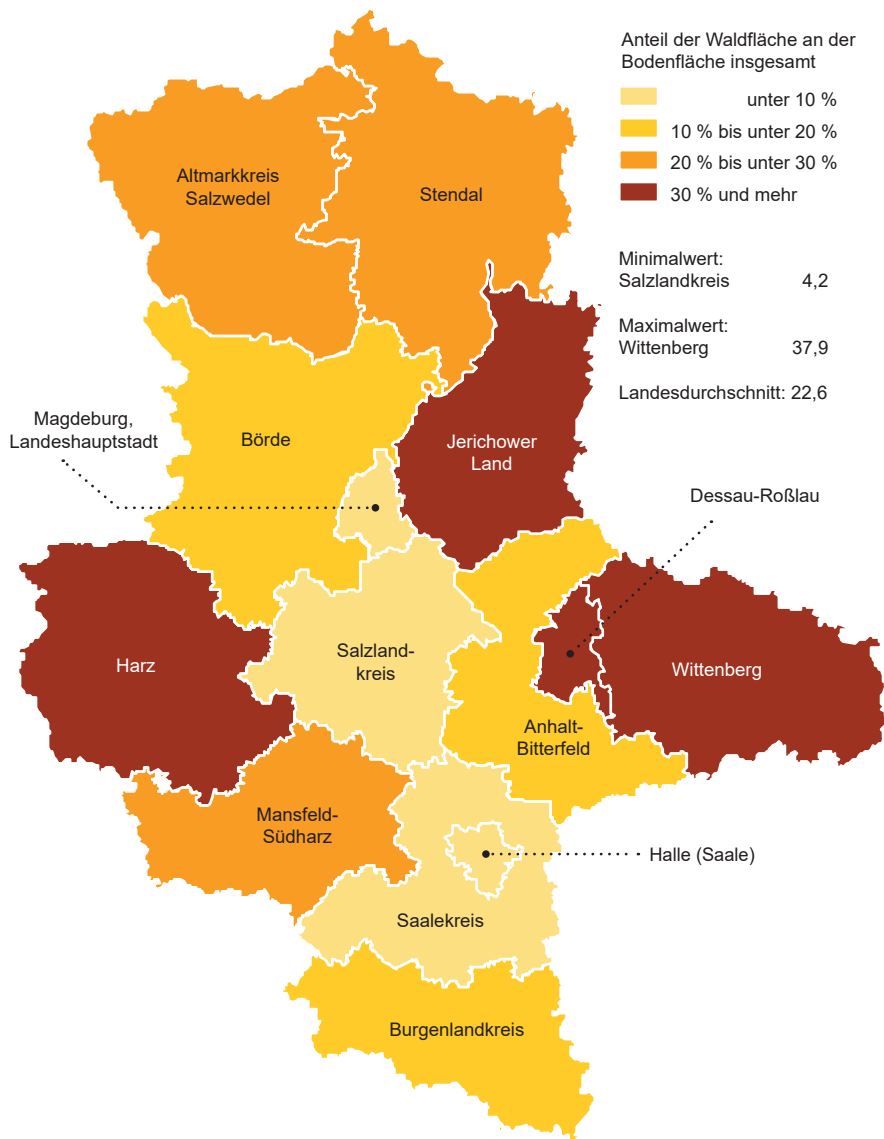 Anteil der Waldfläche an der
Bodenfläche insgesamt
unter 10 %
10 % bis unter 20 %
20 % bis unter 30 %
30 % und mehr
Minimalwert:
Salzlandkreis 4,2
Maximalwert:
Wittenberg 37,9
Landesdurchschnitt: 22,6
Altmarkkreis
Salzwedel
Stendal
Magdeburg,
Landeshauptstadt
Börde
Jerichower
Land
Dessau-Roßlau
Harz
Salzland-
kreis
Wittenberg
Anhalt-
Bitterfeld
Mansfeld-
Südharz
Halle (Saale)
Saalekreis
Burgenlandkreis